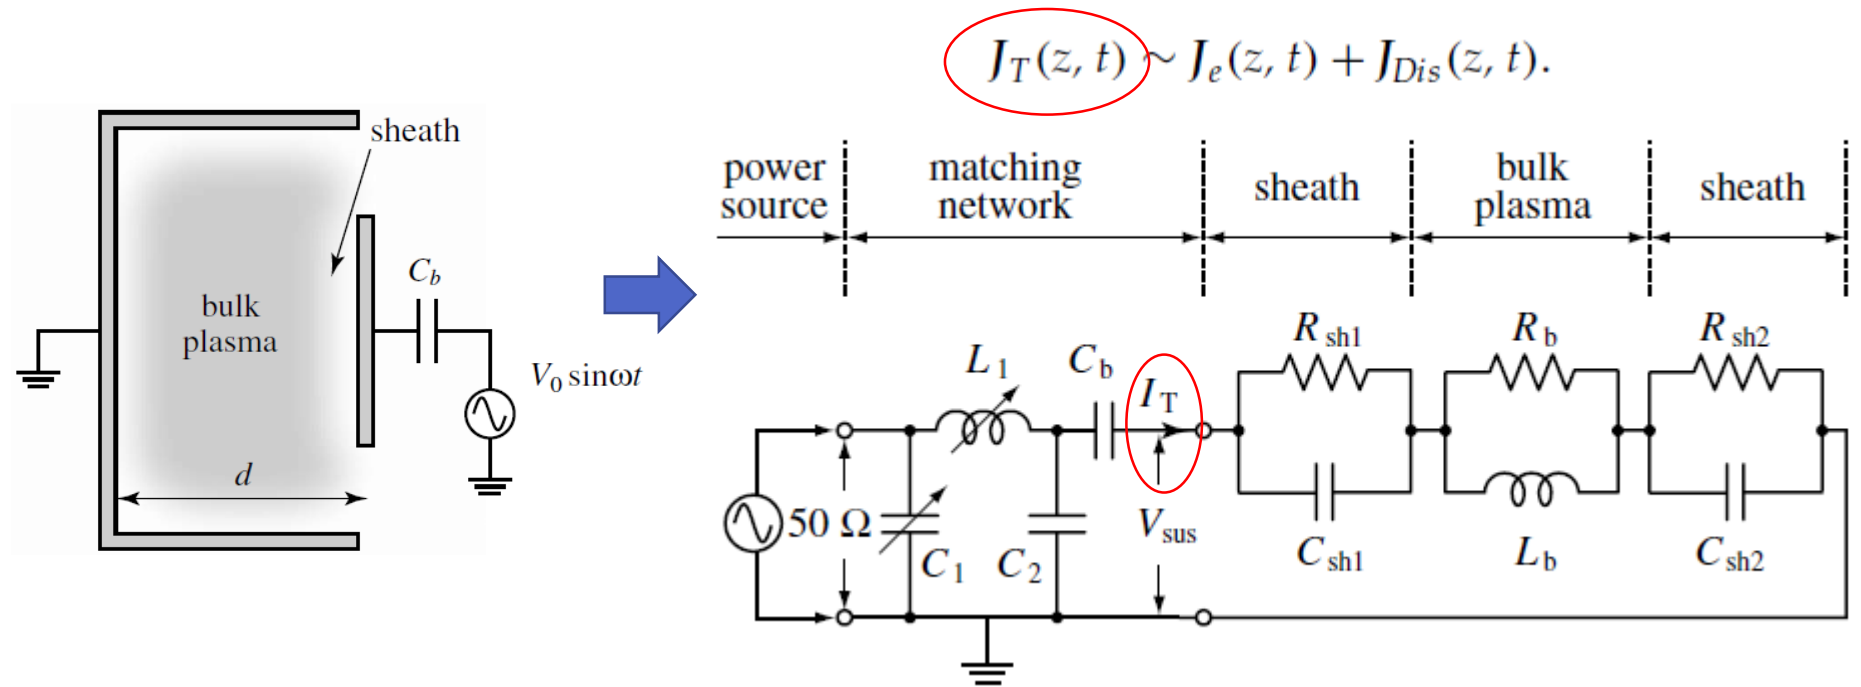 J_T(z, t) ~ J_e(z, t) + J_Dis(z, t).
sheath
bulk
plasma
d
C_b
V_0 sinωt
power
source
matching
network
sheath
bulk
plasma
sheath
L_1
C_b
I_T
R_sh1
R_b
R_sh2
50 Ω
C_1
C_2
V_sus
C_sh1
L_b
C_sh2